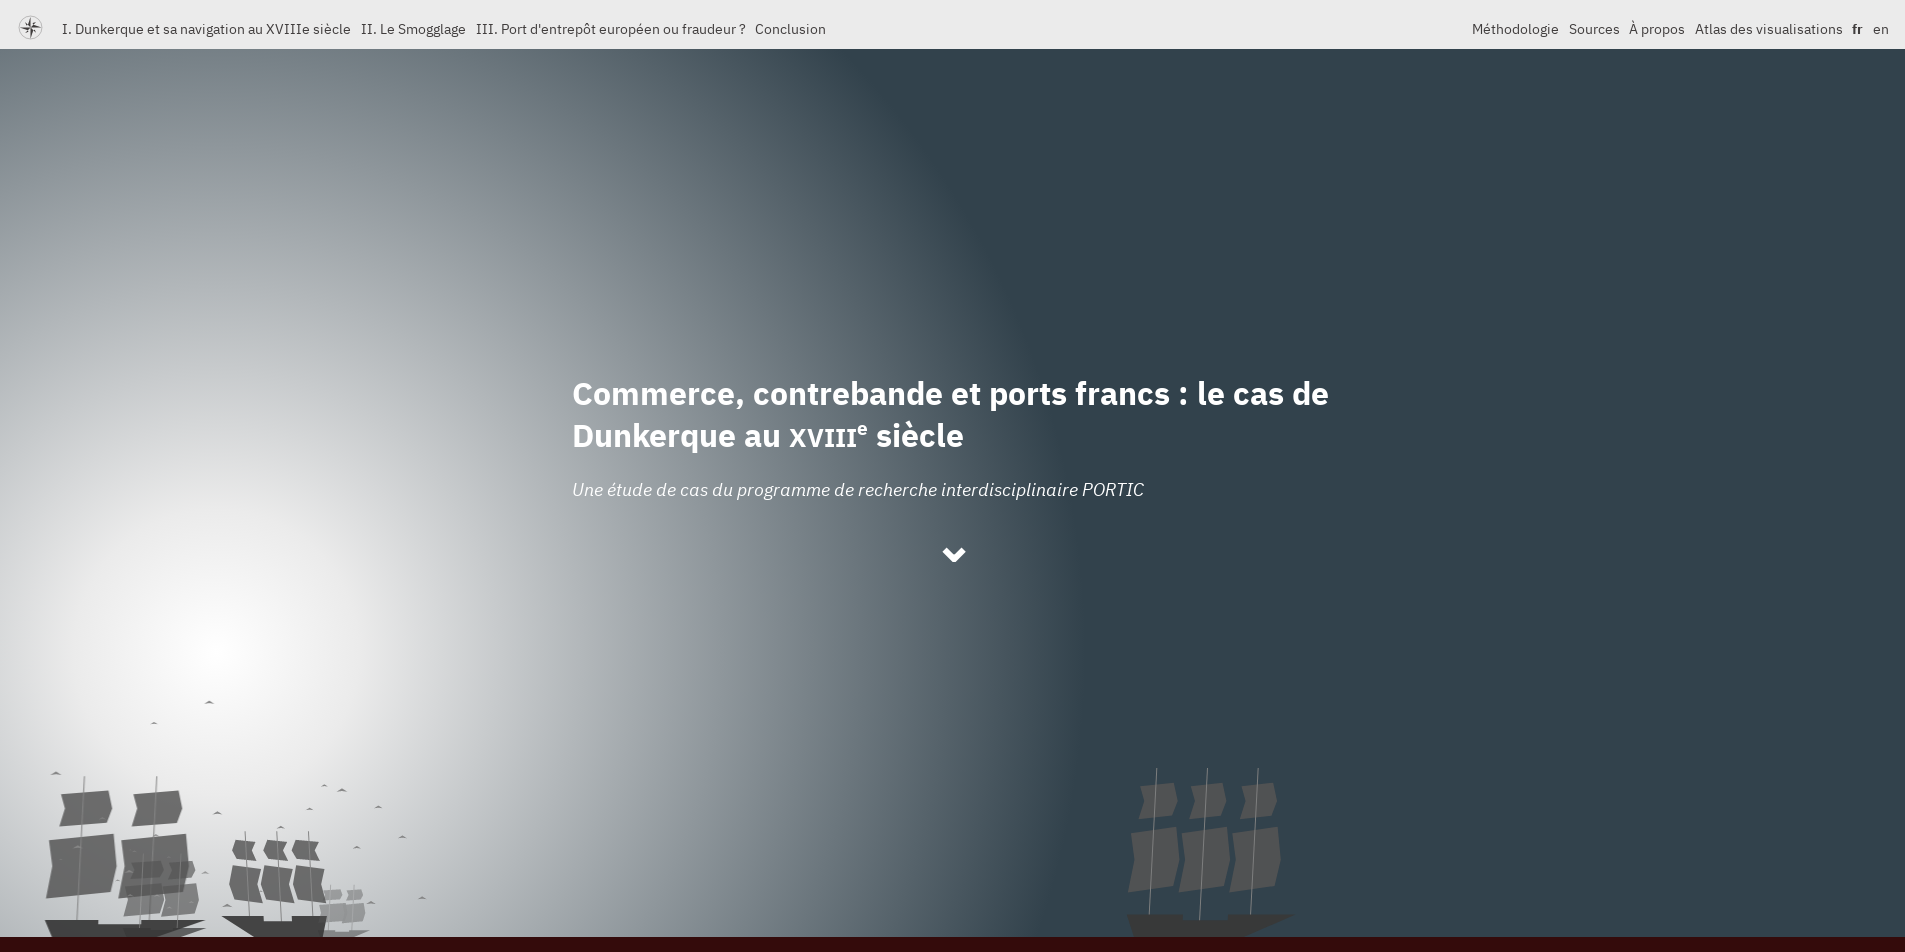 I. Dunkerque et sa navigation au XVIIIe siècle II. Le Smogglage III. Port d'entrepôt européen ou fraudeur ? Conclusion Méthodologie Sources À propos Atlas des visualisations fr en
Commerce, contrebande et ports francs : le cas de
Dunkerque au XVIIIe siècle
Une étude de cas du programme de recherche interdisciplinaire PORTIC